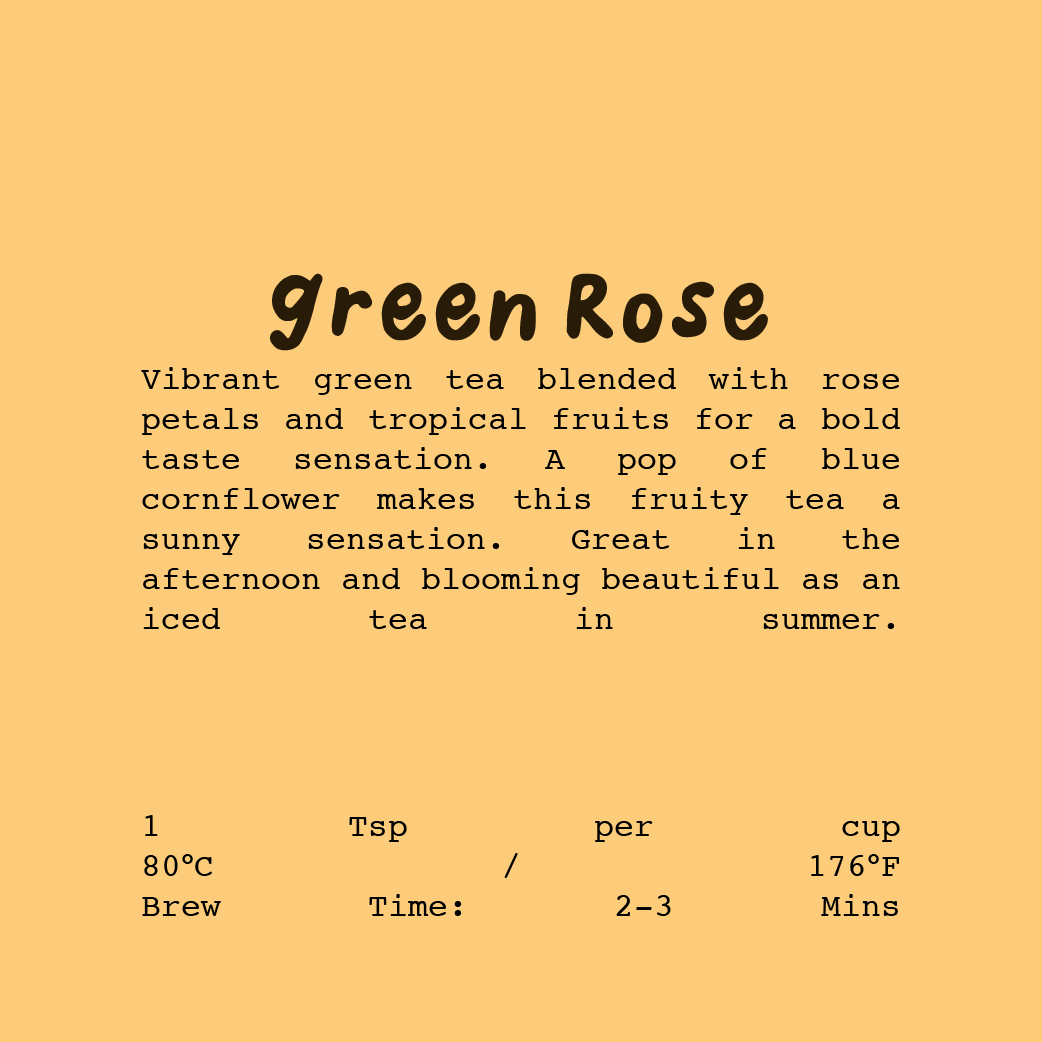 green Rose
Vibrant green tea blended with rose
petals and tropical fruits for a bold
taste sensation. A pop of blue
cornflower makes this fruity tea a
sunny sensation. Great in the
afternoon and blooming beautiful as an
iced tea in summer.
1 Tsp per cup
80°C / 176°F
Brew Time: 2-3 Mins